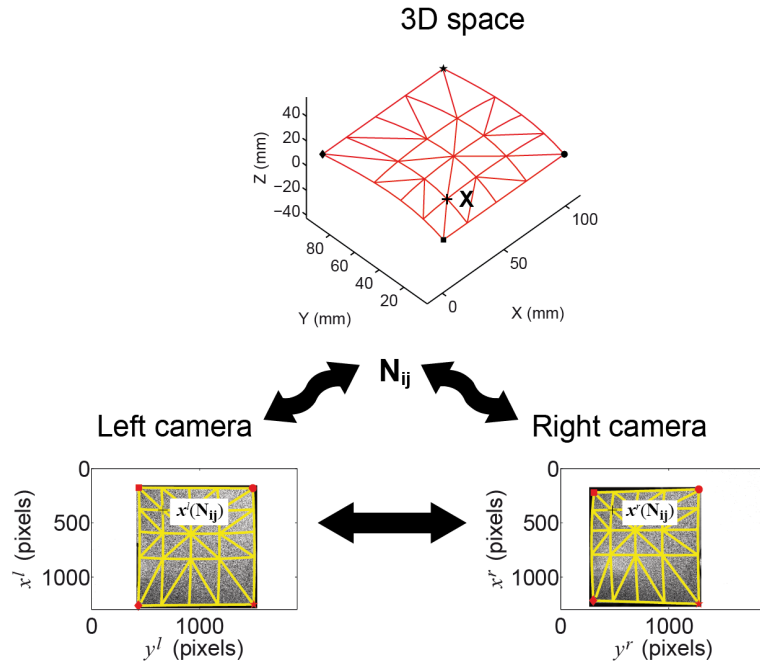 3D space
40
20
0
−20
−40
Z (mm)
X
80
60
40
20
Y (mm)
0
50
100
X (mm)
Nij
Left camera
Right camera
0
500
1000
x^l (pixels)
x^l(Nij)
0
1000
y^l (pixels)
0
500
1000
x^r (pixels)
x^r(Nij)
0
1000
y^r (pixels)